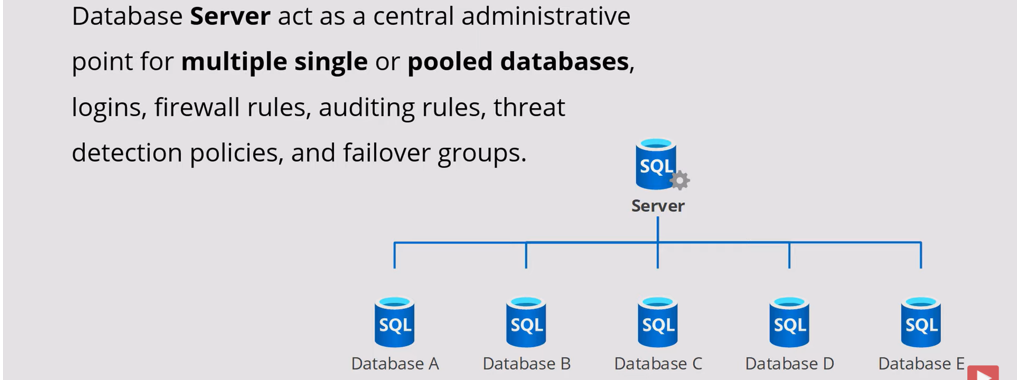 Database Server act as a central administrative
point for multiple single or pooled databases,
logins, firewall rules, auditing rules, threat
detection policies, and failover groups.
SQL
Server
SQL SQL SQL SQL SQL
Database A Database B Database C Database D Database E